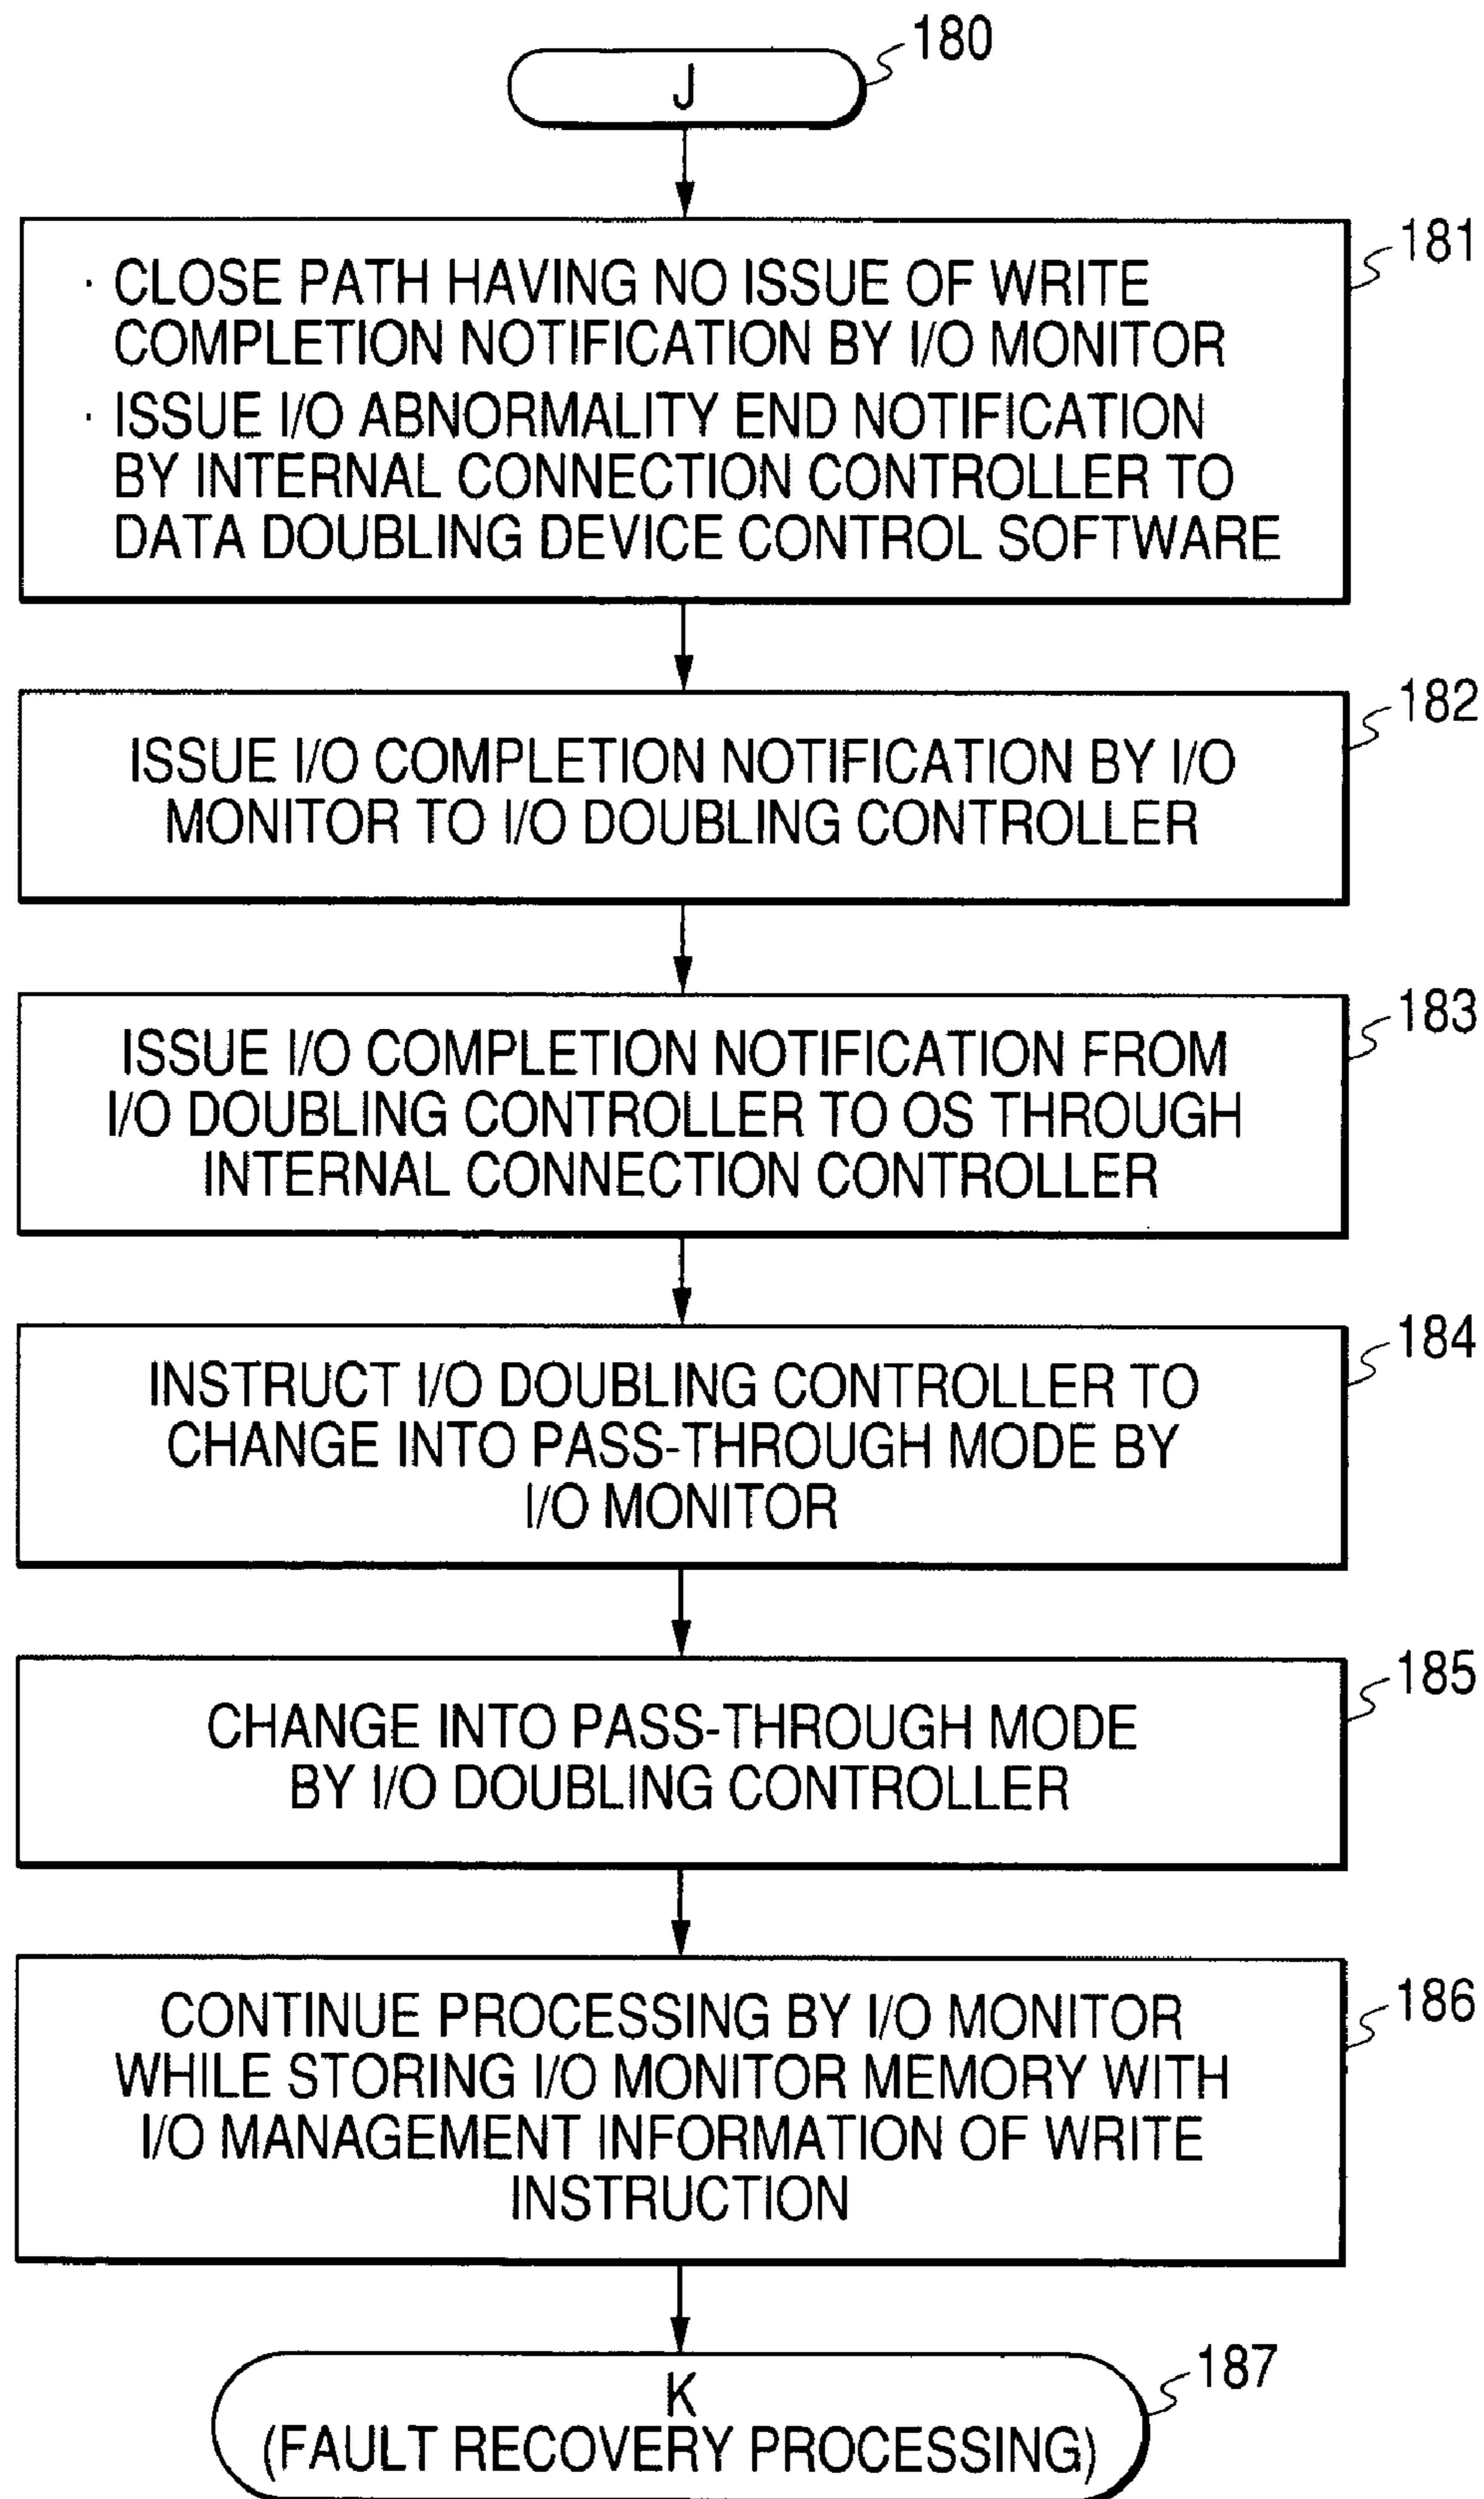 180
J
181
· CLOSE PATH HAVING NO ISSUE OF WRITE
COMPLETION NOTIFICATION BY I/O MONITOR
· ISSUE I/O ABNORMALITY END NOTIFICATION
BY INTERNAL CONNECTION CONTROLLER TO
DATA DOUBLING DEVICE CONTROL SOFTWARE
182
ISSUE I/O COMPLETION NOTIFICATION BY I/O
MONITOR TO I/O DOUBLING CONTROLLER
183
ISSUE I/O COMPLETION NOTIFICATION FROM
I/O DOUBLING CONTROLLER TO OS THROUGH
INTERNAL CONNECTION CONTROLLER
184
INSTRUCT I/O DOUBLING CONTROLLER TO
CHANGE INTO PASS-THROUGH MODE BY
I/O MONITOR
185
CHANGE INTO PASS-THROUGH MODE
BY I/O DOUBLING CONTROLLER
186
CONTINUE PROCESSING BY I/O MONITOR
WHILE STORING I/O MONITOR MEMORY WITH
I/O MANAGEMENT INFORMATION OF WRITE
INSTRUCTION
187
K
(FAULT RECOVERY PROCESSING)